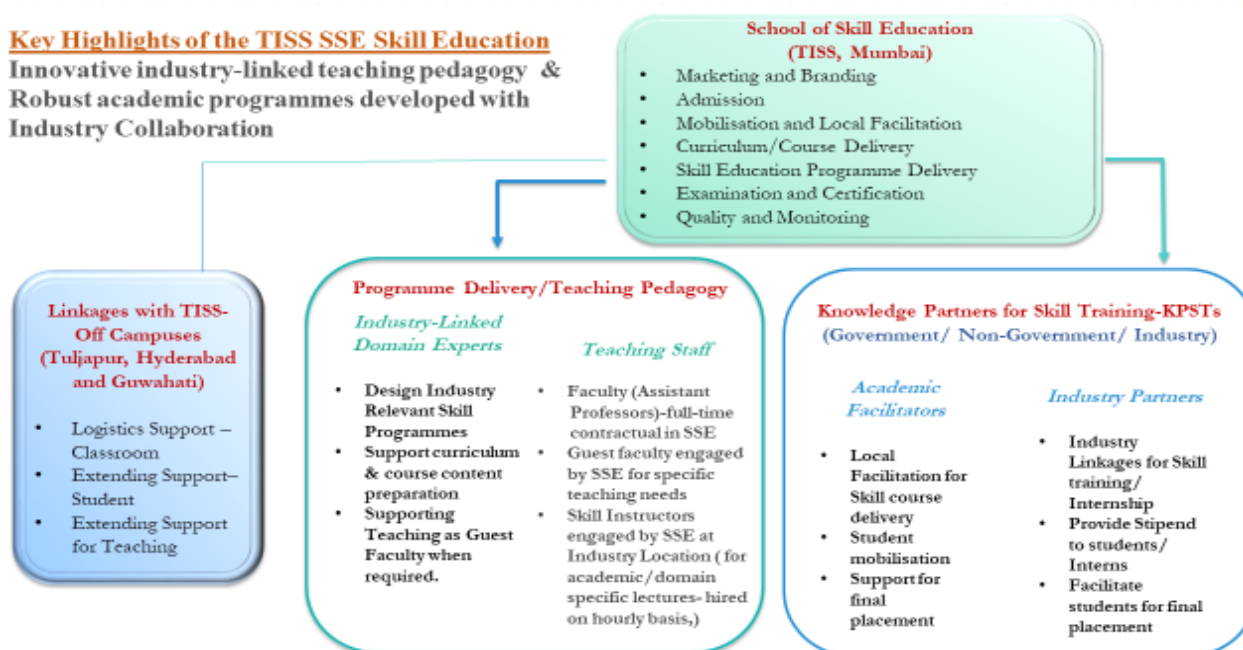 Key Highlights of the TISS SSE Skill Education
Innovative industry-linked teaching pedagogy &
Robust academic programmes developed with
Industry Collaboration
School of Skill Education
(TISS, Mumbai)
• Marketing and Branding
• Admission
• Mobilisation and Local Facilitation
• Curriculum/Course Delivery
• Skill Education Programme Delivery
• Examination and Certification
• Quality and Monitoring
Linkages with TISS-
Off Campuses
(Tuljapur, Hyderabad
and Guwahati)
• Logistics Support –
Classroom
• Extending Support–
Student
• Extending Support
for Teaching
Programme Delivery/Teaching Pedagogy
Industry-Linked
Domain Experts
• Design Industry
Relevant Skill
Programmes
• Support curriculum
& course content
preparation
• Supporting
Teaching as Guest
Faculty when
required.
Teaching Staff
• Faculty (Assistant
Professors)-full-time
contractual in SSE
• Guest faculty engaged
by SSE for specific
teaching needs
• Skill Instructors
engaged by SSE at
Industry Location ( for
academic/domain
specific lectures- hired
on hourly basis,)
Knowledge Partners for Skill Training-KPSTs
(Government/ Non-Government/ Industry)
Academic
Facilitators
• Local
Facilitation for
Skill course
delivery
• Student
mobilisation
• Support for
final
placement
Industry Partners
• Industry
Linkages for Skill
training/
Internship
• Provide Stipend
to students/
Interns
• Facilitate
students for final
placement